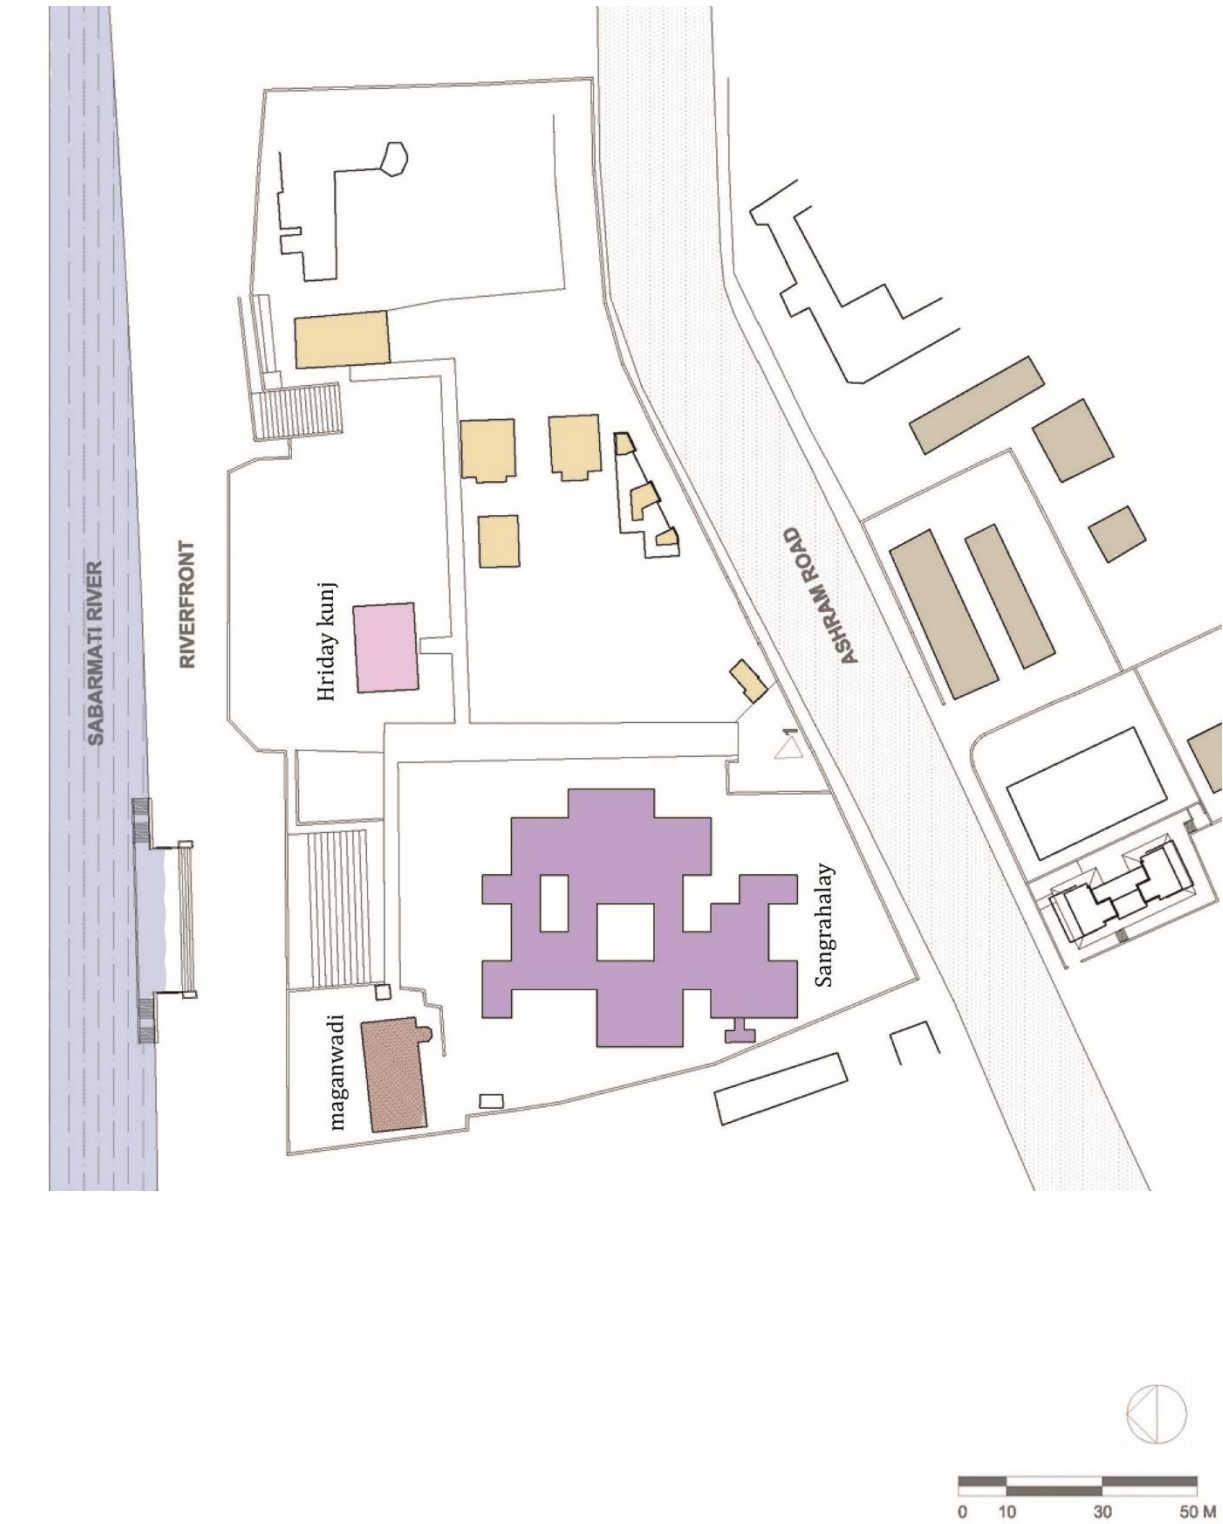 SABARMATI RIVER
RIVERFRONT
Hriday kunj
ASHRAM ROAD
1
Sangrahalay
maganwadi
0 10 30 50 M